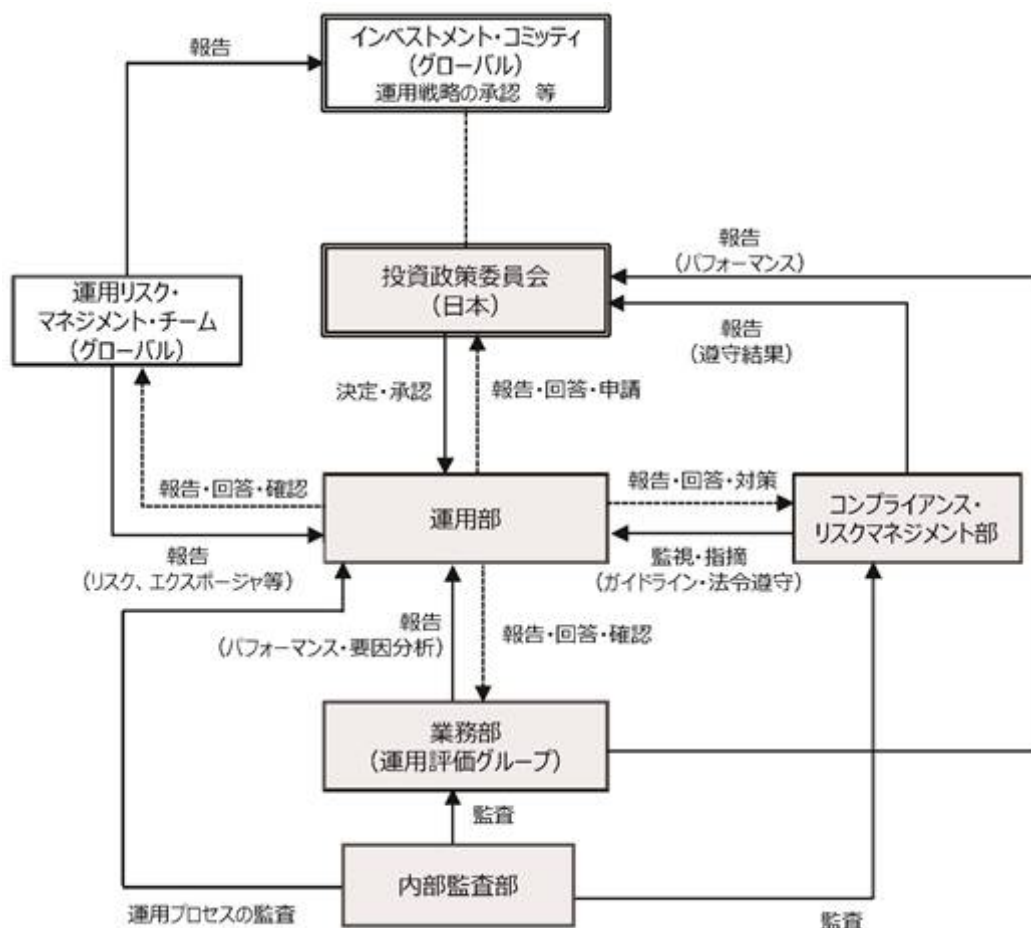 報告
インベストメント・コミッティ
(グローバル)
運用戦略の承認 等
報告
(パフォーマンス)
投資政策委員会
(日本)
運用リスク・
マネジメント・チーム
(グローバル)
報告
(遵守結果)
決定・承認
報告・回答・申請
報告・回答・確認
運用部
報告・回答・対策
コンプライアンス・
リスクマネジメント部
報告
(リスク、エクスポージャ等)
監視・指摘
(ガイドライン・法令遵守)
報告
(パフォーマンス・要因分析)
報告・回答・確認
業務部
(運用評価グループ)
監査
内部監査部
運用プロセスの監査
監査